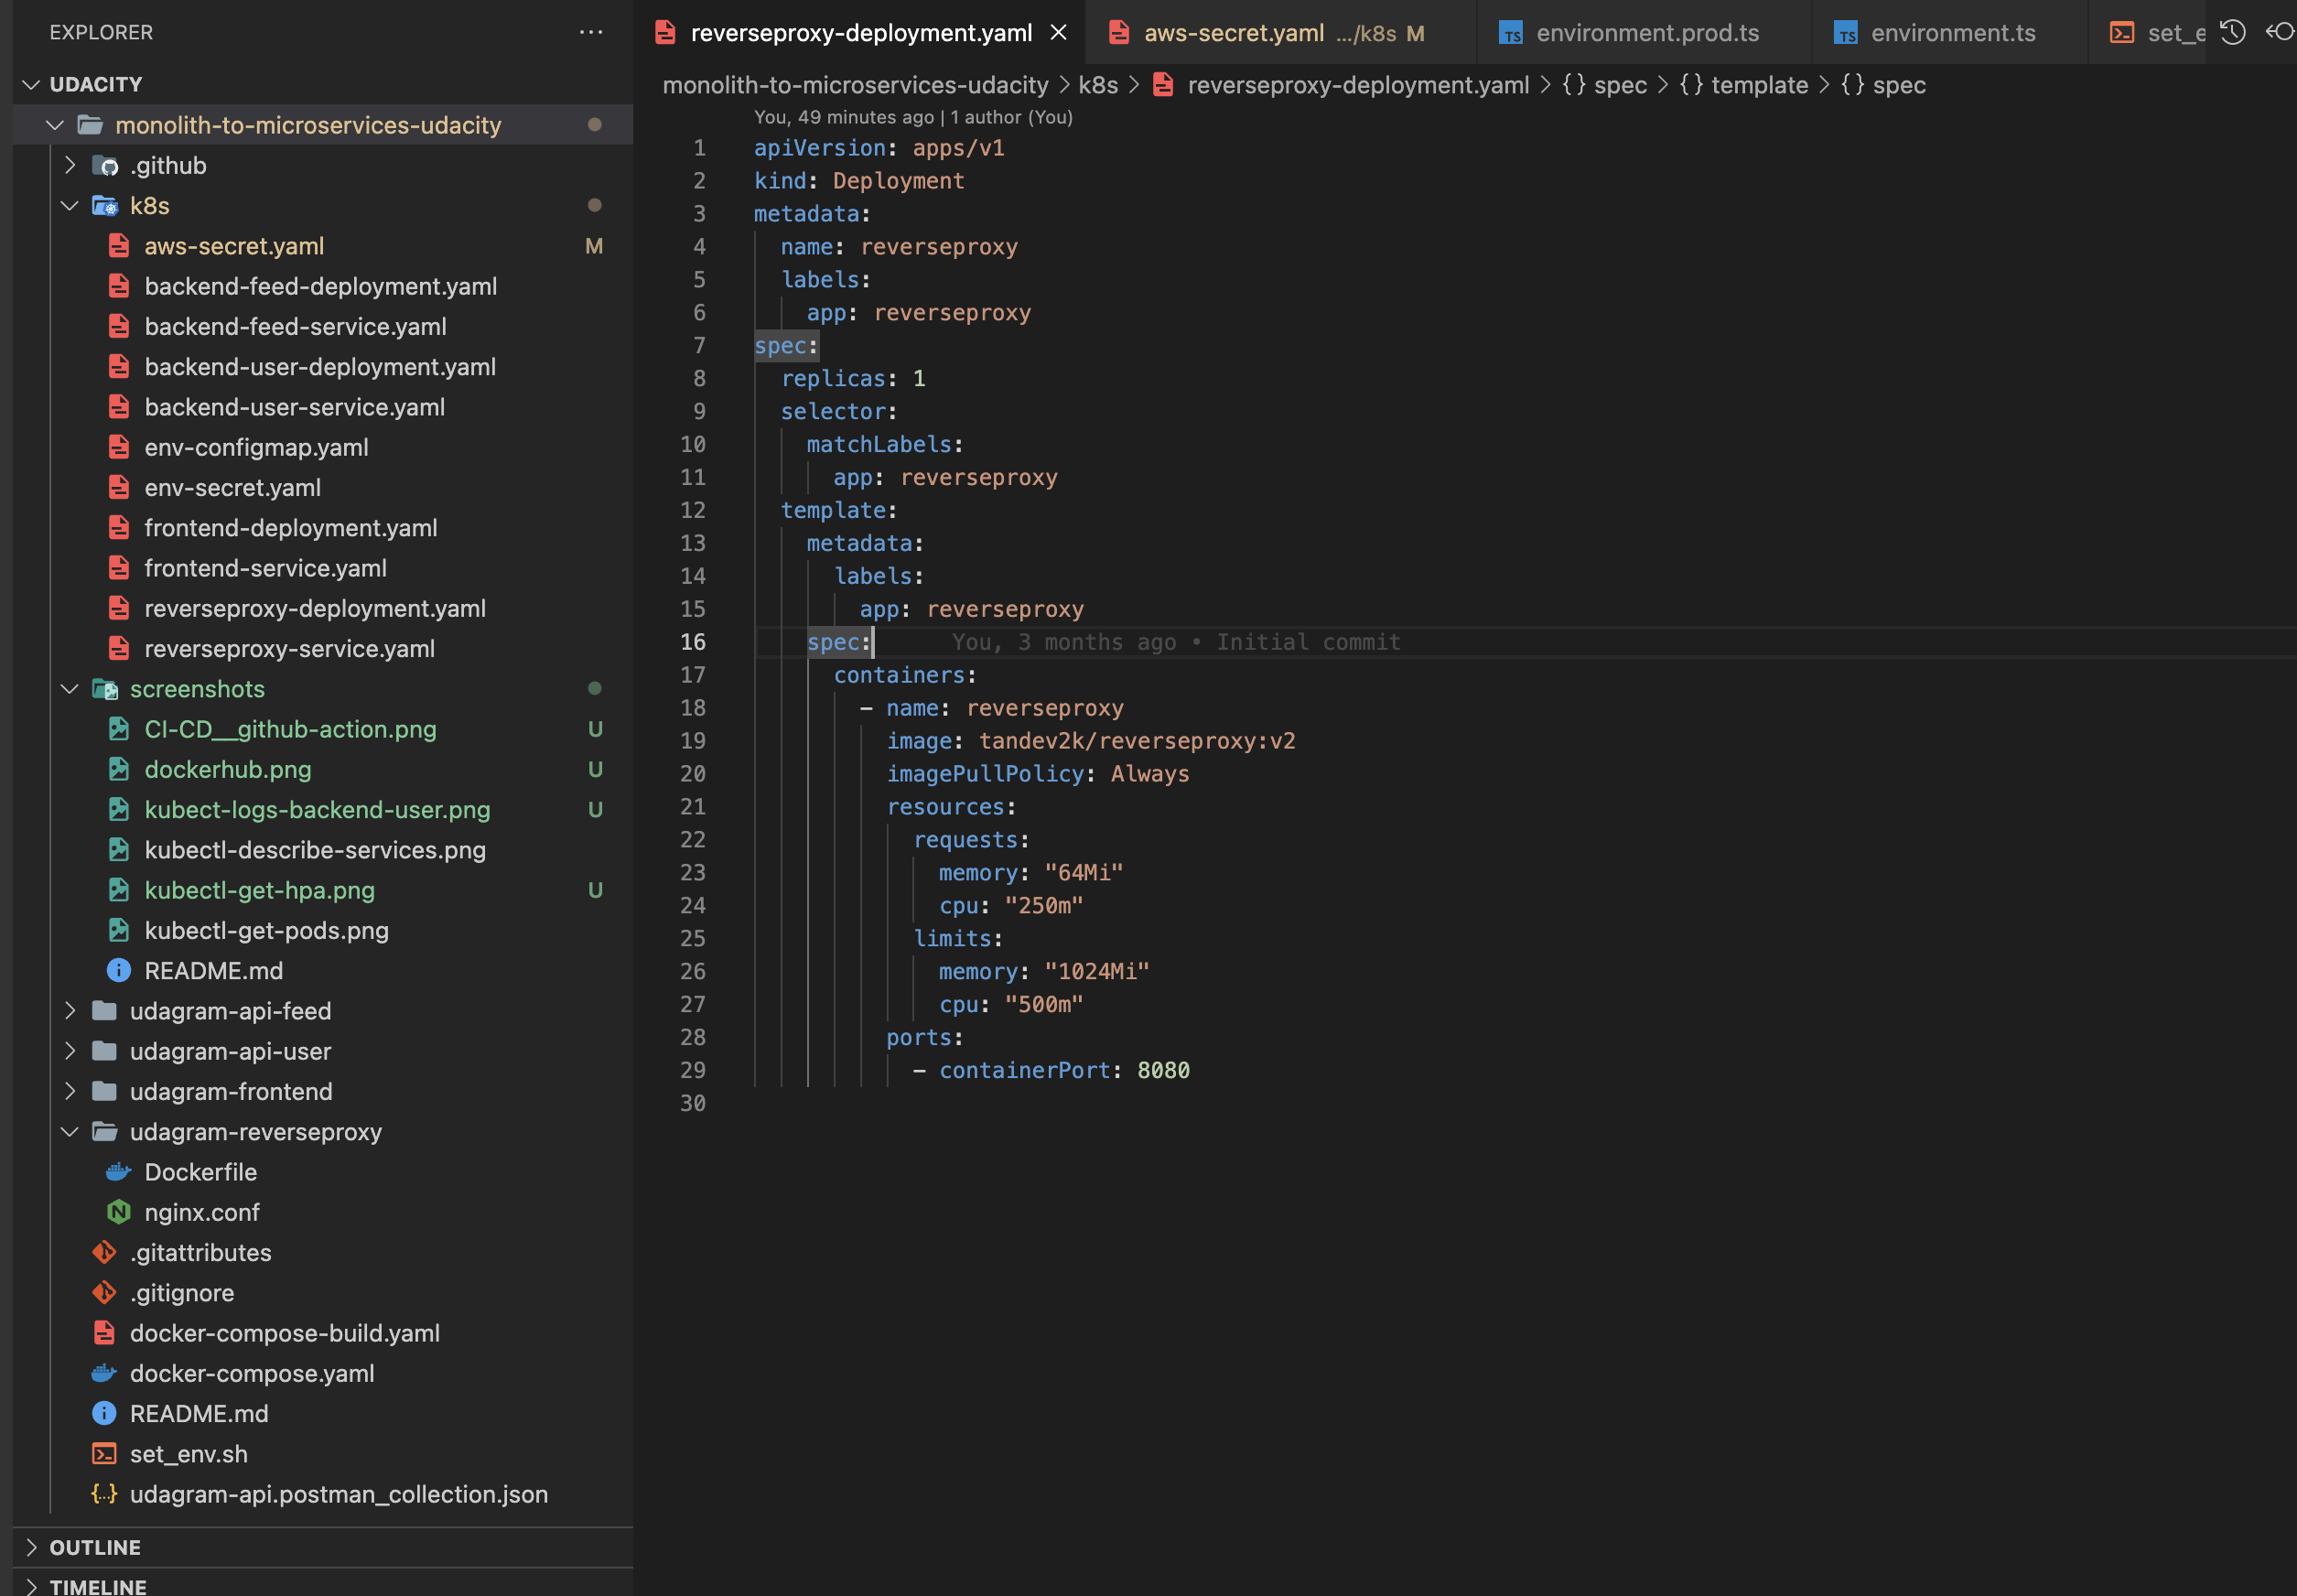 EXPLORER
UDACITY
monolith-to-microservices-udacity
.github
k8s
aws-secret.yaml M
backend-feed-deployment.yaml
backend-feed-service.yaml
backend-user-deployment.yaml
backend-user-service.yaml
env-configmap.yaml
env-secret.yaml
frontend-deployment.yaml
frontend-service.yaml
reverseproxy-deployment.yaml
reverseproxy-service.yaml
screenshots
CI-CD__github-action.png U
dockerhub.png U
kubect-logs-backend-user.png U
kubectl-describe-services.png
kubectl-get-hpa.png U
kubectl-get-pods.png
README.md
udagram-api-feed
udagram-api-user
udagram-frontend
udagram-reverseproxy
Dockerfile
nginx.conf
.gitattributes
.gitignore
docker-compose-build.yaml
docker-compose.yaml
README.md
set_env.sh
udagram-api.postman_collection.json
OUTLINE
TIMELINE
reverseproxy-deployment.yaml aws-secret.yaml .../k8s M TS environment.prod.ts TS environment.ts set_e
monolith-to-microservices-udacity > k8s > reverseproxy-deployment.yaml > {} spec > {} template > {} spec
You, 49 minutes ago | 1 author (You)
1 apiVersion: apps/v1
2 kind: Deployment
3 metadata:
4   name: reverseproxy
5   labels:
6     app: reverseproxy
7 spec:
8   replicas: 1
9   selector:
10     matchLabels:
11       app: reverseproxy
12   template:
13     metadata:
14       labels:
15         app: reverseproxy
16     spec: You, 3 months ago • Initial commit
17       containers:
18         - name: reverseproxy
19           image: tandev2k/reverseproxy:v2
20           imagePullPolicy: Always
21           resources:
22             requests:
23               memory: "64Mi"
24               cpu: "250m"
25             limits:
26               memory: "1024Mi"
27               cpu: "500m"
28           ports:
29             - containerPort: 8080
30